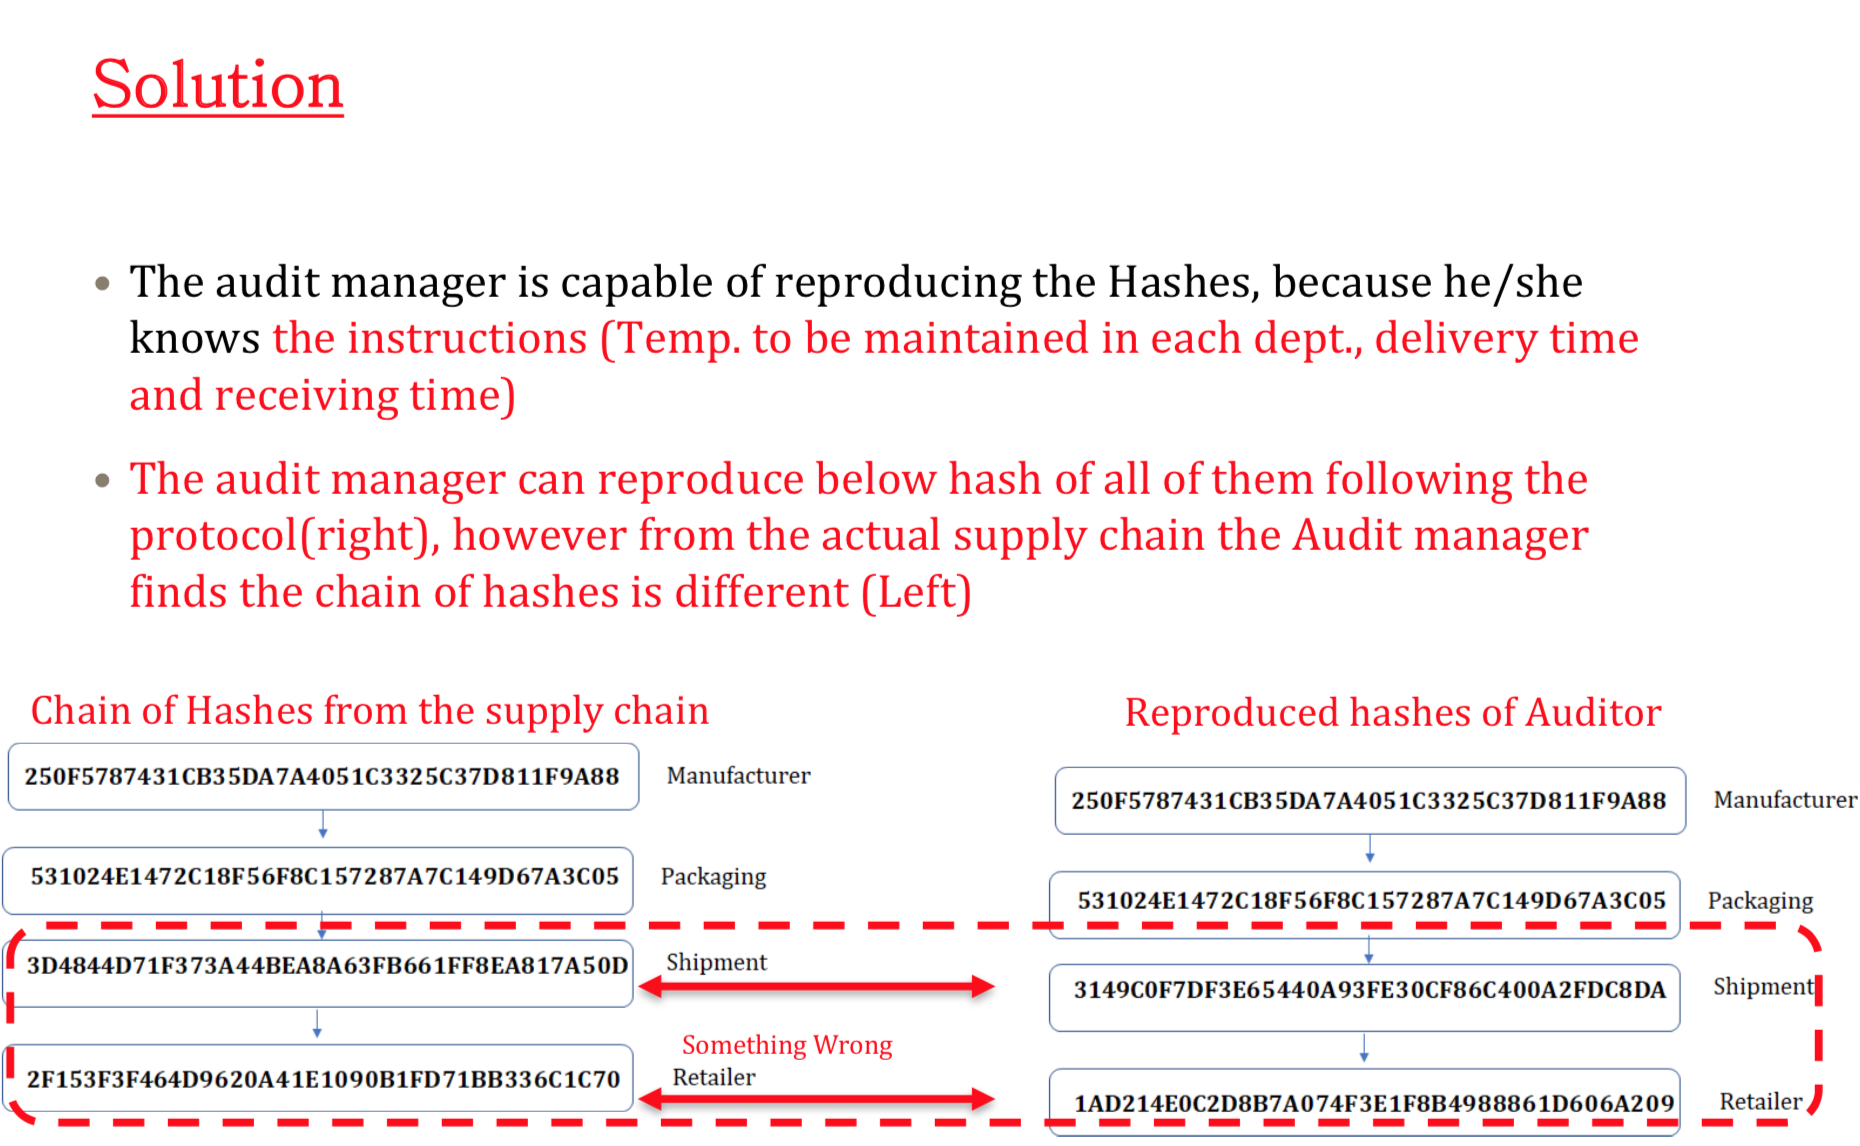 Solution
• The audit manager is capable of reproducing the Hashes, because he/she
knows the instructions (Temp. to be maintained in each dept., delivery time
and receiving time)
• The audit manager can reproduce below hash of all of them following the
protocol(right), however from the actual supply chain the Audit manager
finds the chain of hashes is different (Left)
Chain of Hashes from the supply chain
250F5787431CB35DA7A4051C3325C37D811F9A88 Manufacturer
531024E1472C18F56F8C157287A7C149D67A3C05 Packaging
3D4844D71F373A44BEA8A63FB661FF8EA817A50D Shipment
Something Wrong
2F153F3F464D9620A41E1090B1FD71BB336C1C70 Retailer
Reproduced hashes of Auditor
250F5787431CB35DA7A4051C3325C37D811F9A88 Manufacturer
531024E1472C18F56F8C157287A7C149D67A3C05 Packaging
3149C0F7DF3E65440A93FE30CF86C400A2FDC8DA Shipment
1AD214E0C2D8B7A074F3E1F8B4988861D606A209 Retailer